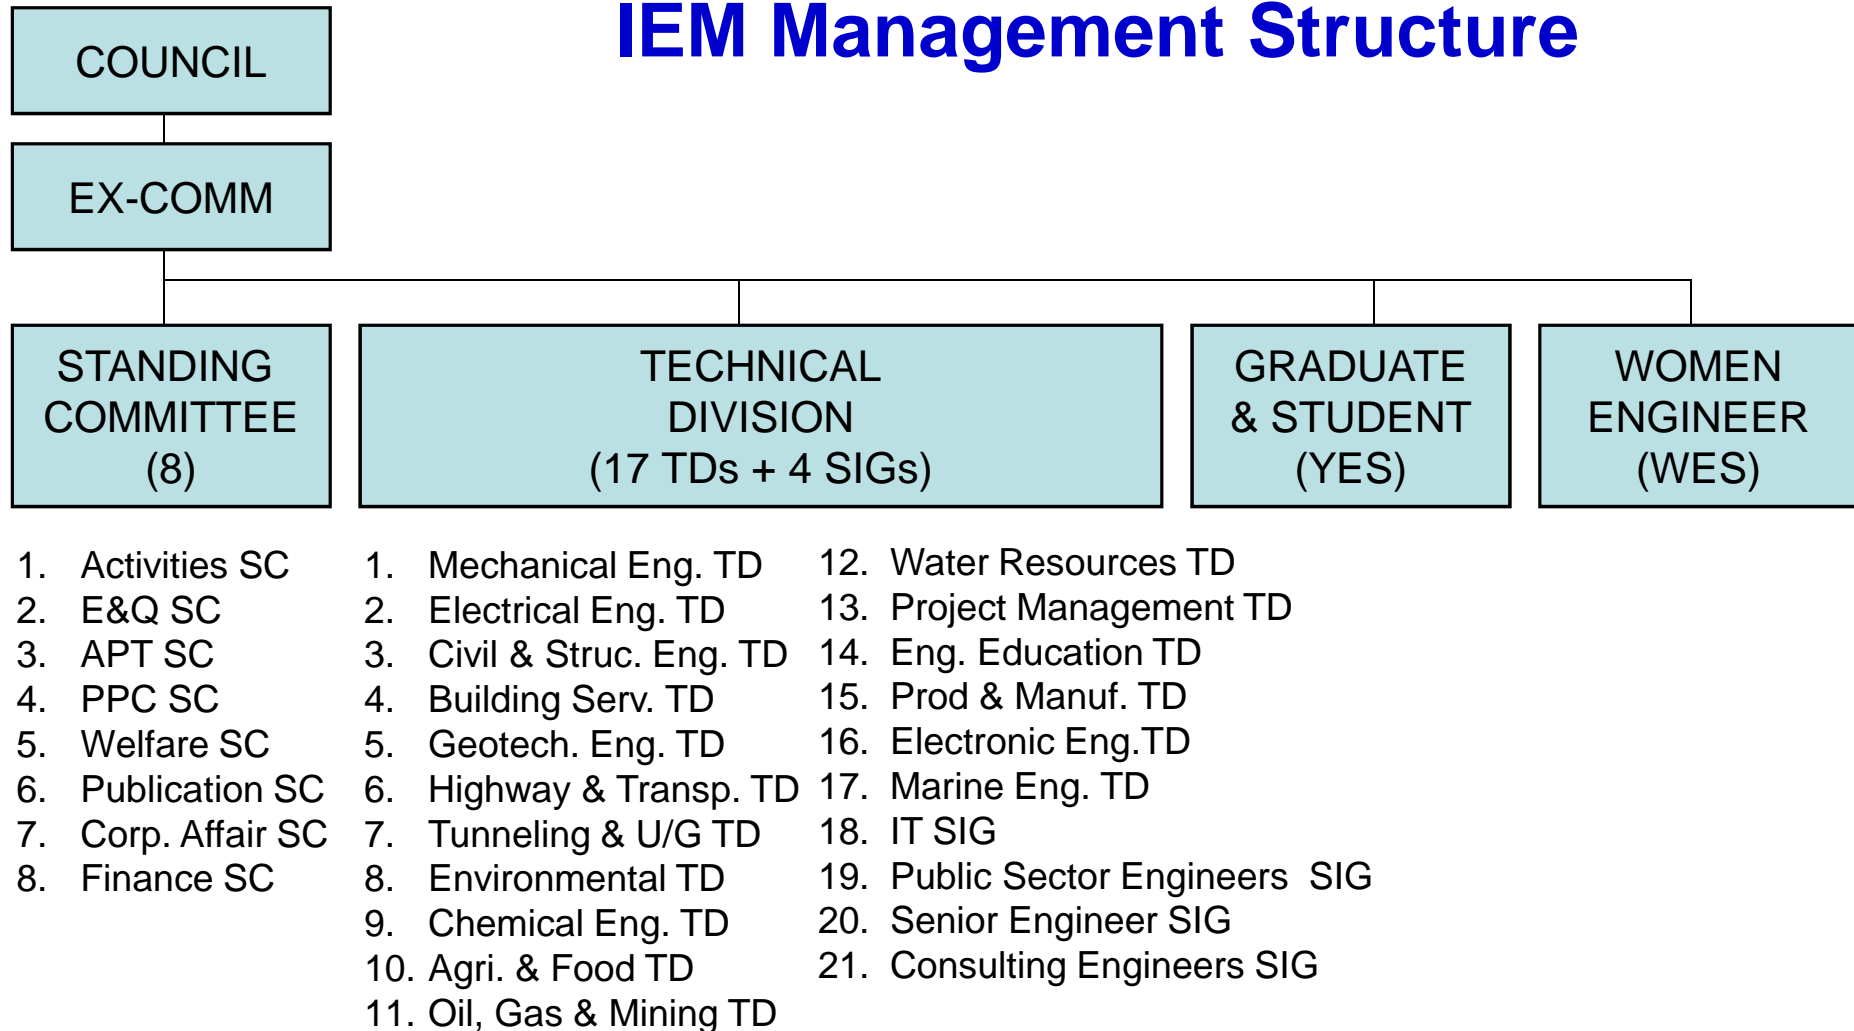 IEM Management Structure
COUNCIL
EX-COMM
STANDING
COMMITTEE
(8)
TECHNICAL
DIVISION
(17 TDs + 4 SIGs)
GRADUATE
& STUDENT
(YES)
WOMEN
ENGINEER
(WES)
1. Activities SC
2. E&Q SC
3. APT SC
4. PPC SC
5. Welfare SC
6. Publication SC
7. Corp. Affair SC
8. Finance SC
1. Mechanical Eng. TD
2. Electrical Eng. TD
3. Civil & Struc. Eng. TD
4. Building Serv. TD
5. Geotech. Eng. TD
6. Highway & Transp. TD
7. Tunneling & U/G TD
8. Environmental TD
9. Chemical Eng. TD
10. Agri. & Food TD
11. Oil, Gas & Mining TD
12. Water Resources TD
13. Project Management TD
14. Eng. Education TD
15. Prod & Manuf. TD
16. Electronic Eng.TD
17. Marine Eng. TD
18. IT SIG
19. Public Sector Engineers  SIG
20. Senior Engineer SIG
21. Consulting Engineers SIG